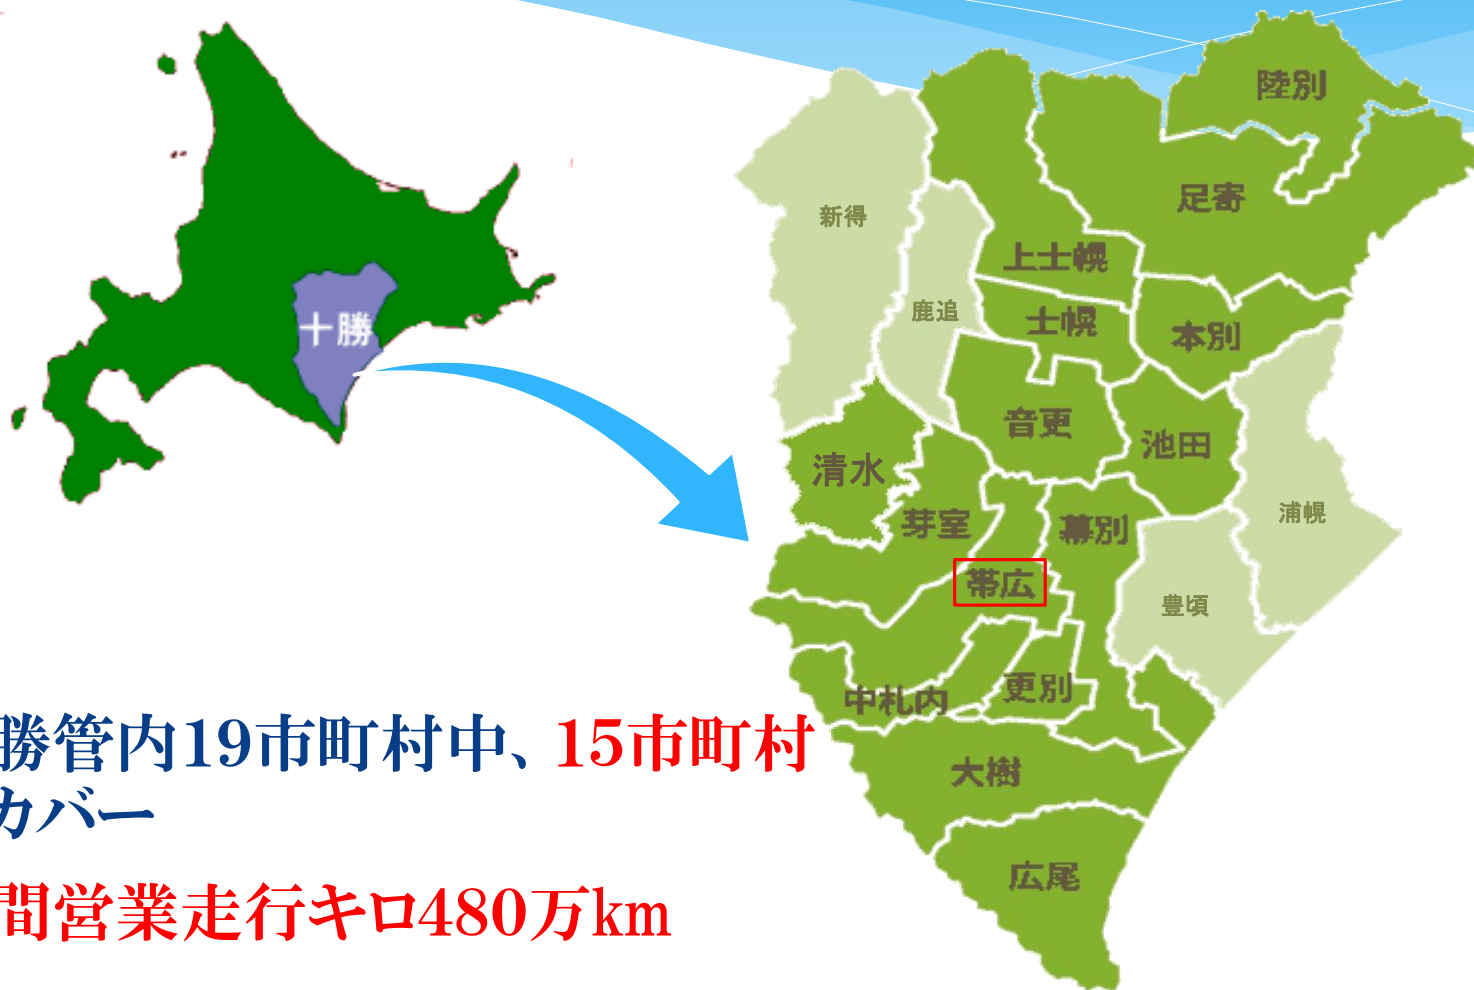 陸別
足寄
新得
上士幌
鹿追
士幌
本別
十勝
音更
池田
清水
浦幌
芽室
幕別
帯広
豊頃
中札内
更別
勝管内19市町村中、15市町村
カバー
大樹
広尾
間営業走行キロ480万km